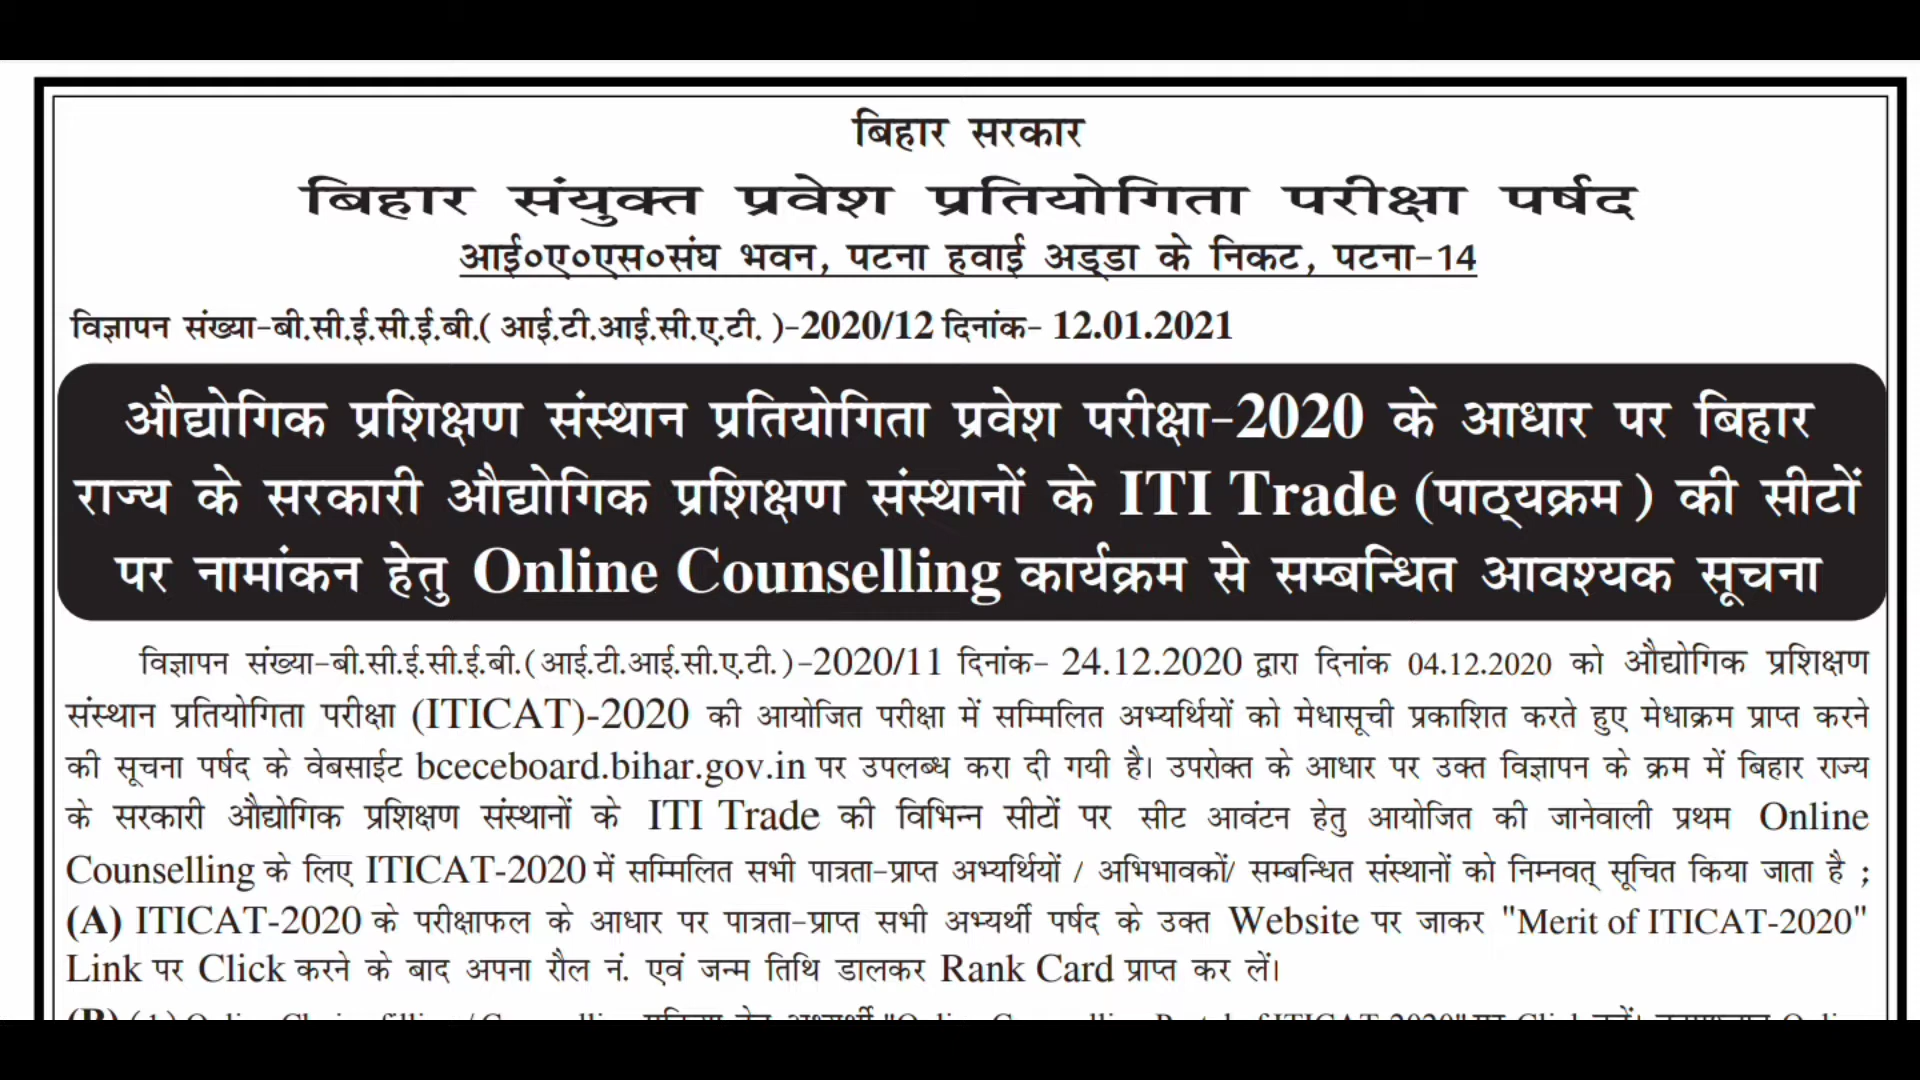 बिहार सरकार
बिहार संयुक्त प्रवेश प्रतियोगिता परीक्षा पर्षद
आई०ए०एस०संघ भवन, पटना हवाई अड्डा के निकट, पटना-14
विज्ञापन संख्या-बी.सी.ई.सी.ई.बी.( आई.टी.आई.सी.ए.टी. )-2020/12 दिनांक- 12.01.2021
औद्योगिक प्रशिक्षण संस्थान प्रतियोगिता प्रवेश परीक्षा-2020 के आधार पर बिहार
राज्य के सरकारी औद्योगिक प्रशिक्षण संस्थानों के ITI Trade (पाठ्यक्रम ) की सीटों
पर नामांकन हेतु Online Counselling कार्यक्रम से सम्बन्धित आवश्यक सूचना
विज्ञापन संख्या-बी.सी.ई.सी.ई.बी.(आई.टी.आई.सी.ए.टी.)-2020/11 दिनांक- 24.12.2020 द्वारा दिनांक 04.12.2020 को औद्योगिक प्रशिक्षण
संस्थान प्रतियोगिता परीक्षा (ITICAT)-2020 की आयोजित परीक्षा में सम्मिलित अभ्यर्थियों को मेधासूची प्रकाशित करते हुए मेधाक्रम प्राप्त करने
की सूचना पर्षद के वेबसाईट bceceboard.bihar.gov.in पर उपलब्ध करा दी गयी है। उपरोक्त के आधार पर उक्त विज्ञापन के क्रम में बिहार राज्य
के सरकारी औद्योगिक प्रशिक्षण संस्थानों के ITI Trade की विभिन्न सीटों पर सीट आवंटन हेतु आयोजित की जानेवाली प्रथम Online
Counselling के लिए ITICAT-2020 में सम्मिलित सभी पात्रता-प्राप्त अभ्यर्थियों / अभिभावकों/ सम्बन्धित संस्थानों को निम्नवत् सूचित किया जाता है ;
(A) ITICAT-2020 के परीक्षाफल के आधार पर पात्रता-प्राप्त सभी अभ्यर्थी पर्षद के उक्त Website पर जाकर "Merit of ITICAT-2020"
Link पर Click करने के बाद अपना रौल नं. एवं जन्म तिथि डालकर Rank Card प्राप्त कर लें।